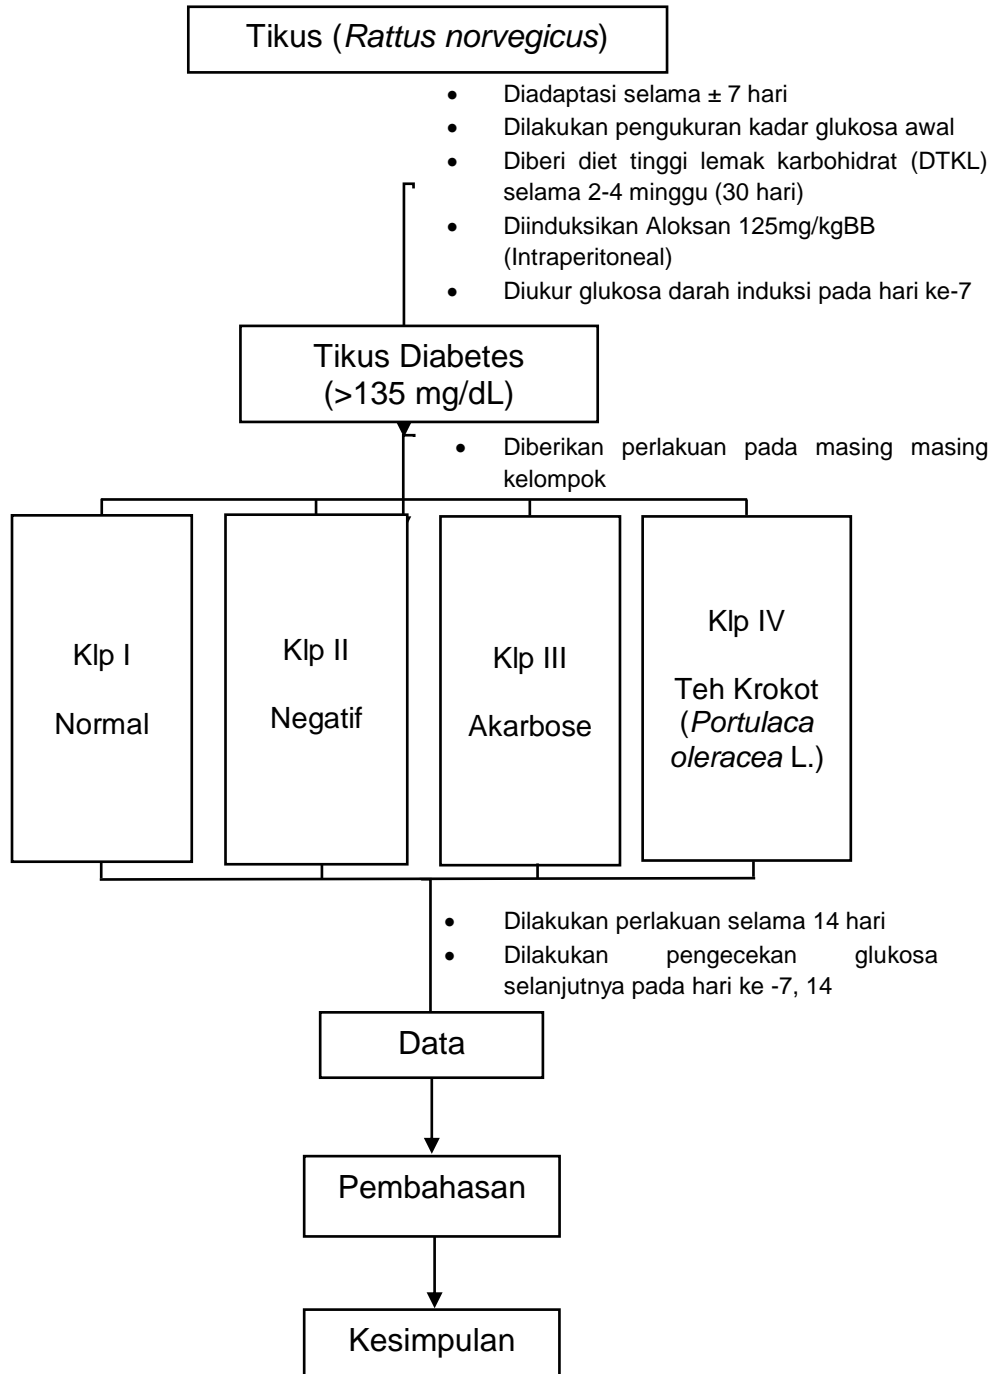 Tikus (Rattus norvegicus)
• Diadaptasi selama ± 7 hari
• Dilakukan pengukuran kadar glukosa awal
• Diberi diet tinggi lemak karbohidrat (DTKL)
selama 2-4 minggu (30 hari)
• Diinduksikan Aloksan 125mg/kgBB
(Intraperitoneal)
• Diukur glukosa darah induksi pada hari ke-7
Tikus Diabetes
(>135 mg/dL)
• Diberikan perlakuan pada masing masing
kelompok
Klp I
Normal
Klp II
Negatif
Klp III
Akarbose
Klp IV
Teh Krokot
(Portulaca
oleracea L.)
• Dilakukan perlakuan selama 14 hari
• Dilakukan pengecekan glukosa
selanjutnya pada hari ke -7, 14
Data
Pembahasan
Kesimpulan